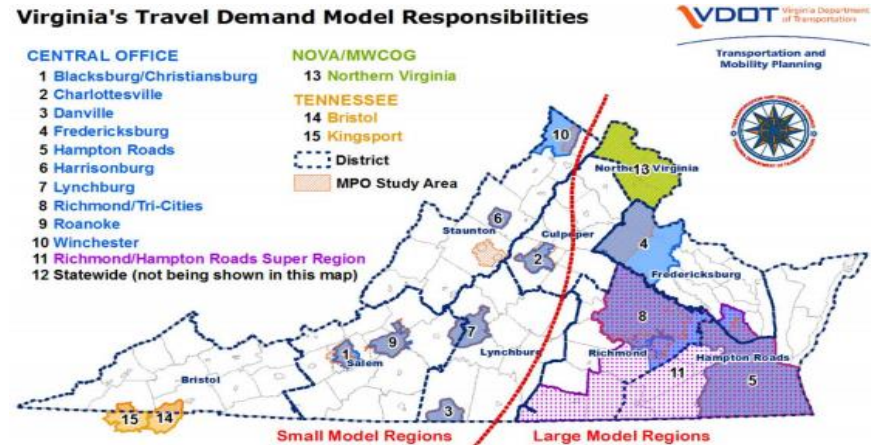 Virginia's Travel Demand Model Responsibilities
VDOT Virginia Department of Transportation
Transportation and
Mobility Planning
CENTRAL OFFICE
1 Blacksburg/Christiansburg
2 Charlottesville
3 Danville
4 Fredericksburg
5 Hampton Roads
6 Harrisonburg
7 Lynchburg
8 Richmond/Tri-Cities
9 Roanoke
10 Winchester
11 Richmond/Hampton Roads Super Region
12 Statewide (not being shown in this map)
NOVA/MWCOG
13 Northern Virginia
TENNESSEE
14 Bristol
15 Kingsport
District
MPO Study Area
10
Northern Virginia
13
6
Staunton
Culpeper
2
4
Fredericksburg
8
9
7
1
Salem
Lynchburg
Richmond
Hampton Roads
11
5
Bristol
3
15
14
Small Model Regions
Large Model Regions